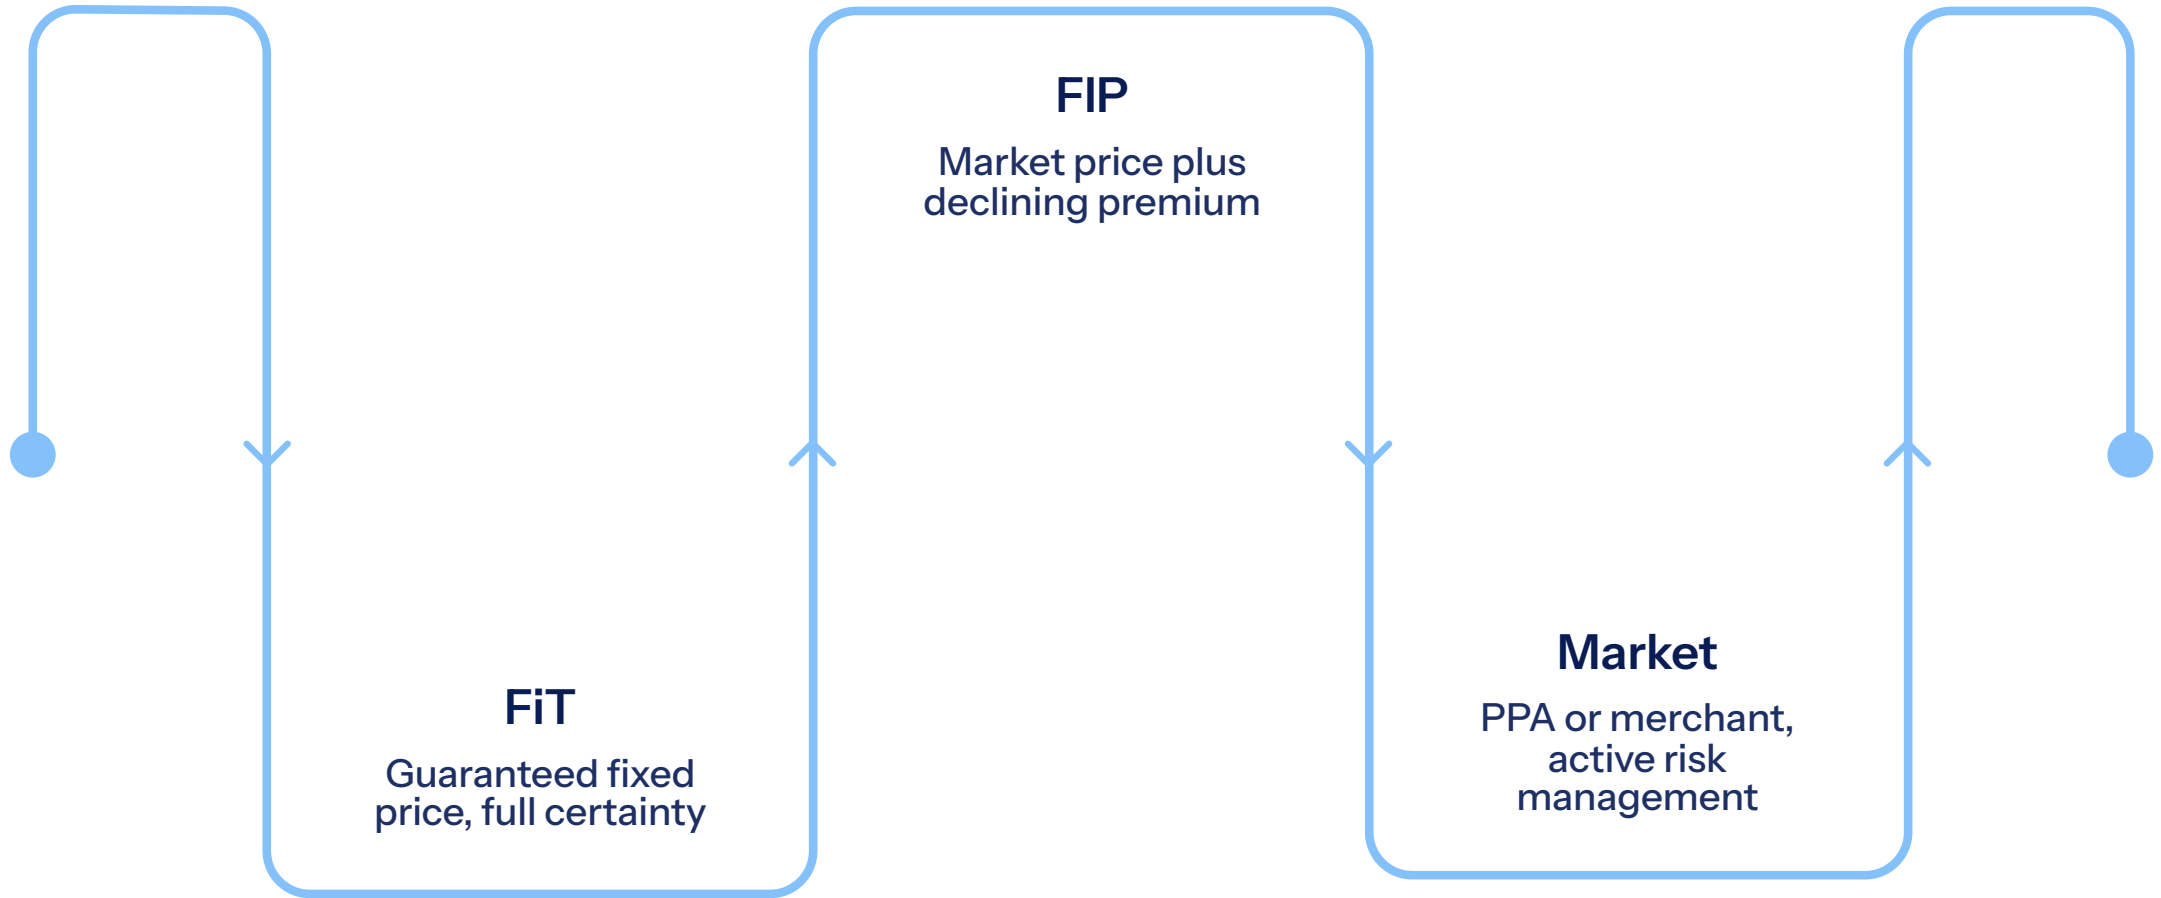 FiT
Guaranteed fixed
price, full certainty
FIP
Market price plus
declining premium
Market
PPA or merchant,
active risk
management